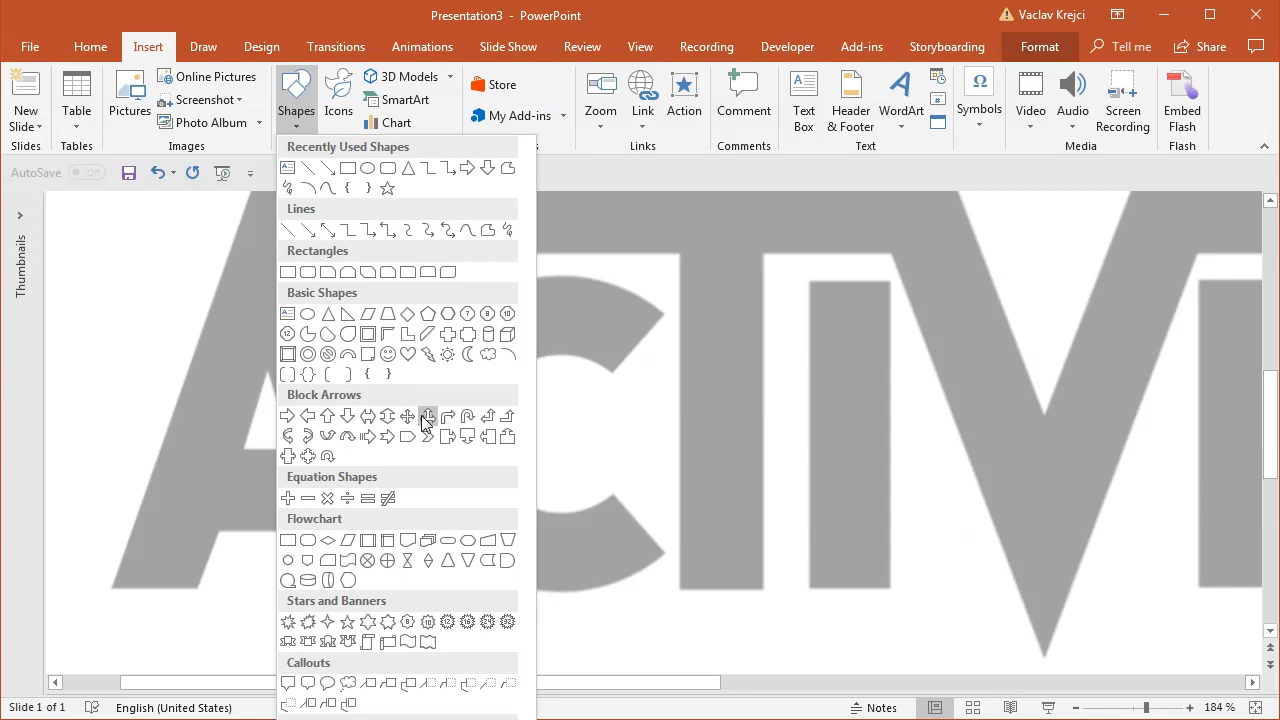 Presentation3 - PowerPoint
Vaclav Krejci
File Home Insert Draw Design Transitions Animations Slide Show Review View Recording Developer Add-ins Storyboarding Format Tell me Share
New Slide
Table
Pictures
Online Pictures
Screenshot
Photo Album
Shapes
Icons
3D Models
SmartArt
Chart
Store
My Add-ins
Zoom
Link
Action
Comment
Text Box
Header & Footer
WordArt
Symbols
Video
Audio
Screen Recording
Embed Flash
Slides Tables Images Links Comments Text Media Flash
AutoSave Off
Thumbnails
Recently Used Shapes
Lines
Rectangles
Basic Shapes
Block Arrows
Equation Shapes
Flowchart
Stars and Banners
Callouts
Slide 1 of 1 English (United States) Notes 184 %